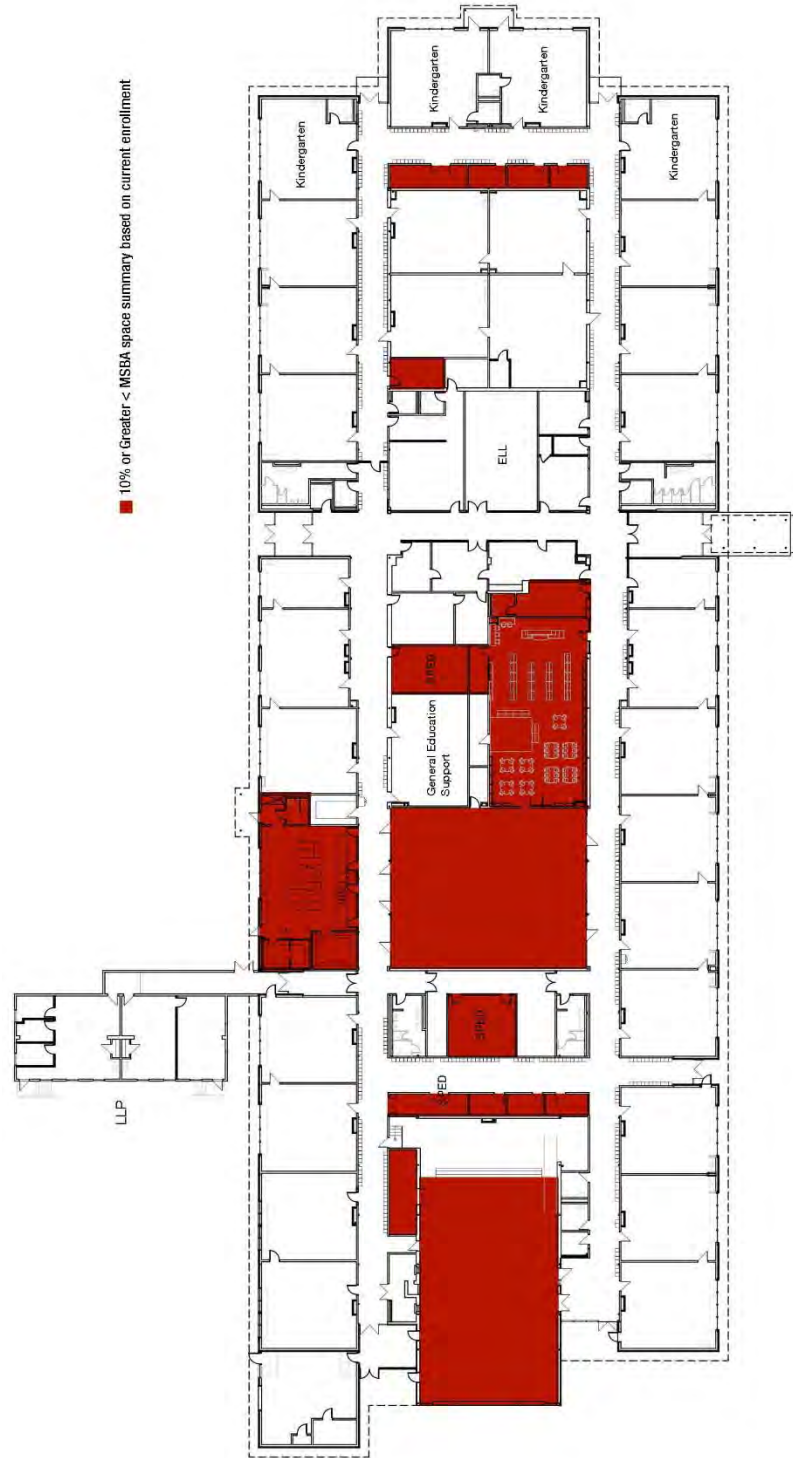 LLP
10% or Greater < MSBA space summary based on current enrollment
Kindergarten
SPED
SPED
General Education
Support
Kindergarten
SPED
ELL
Kindergarten
Kindergarten